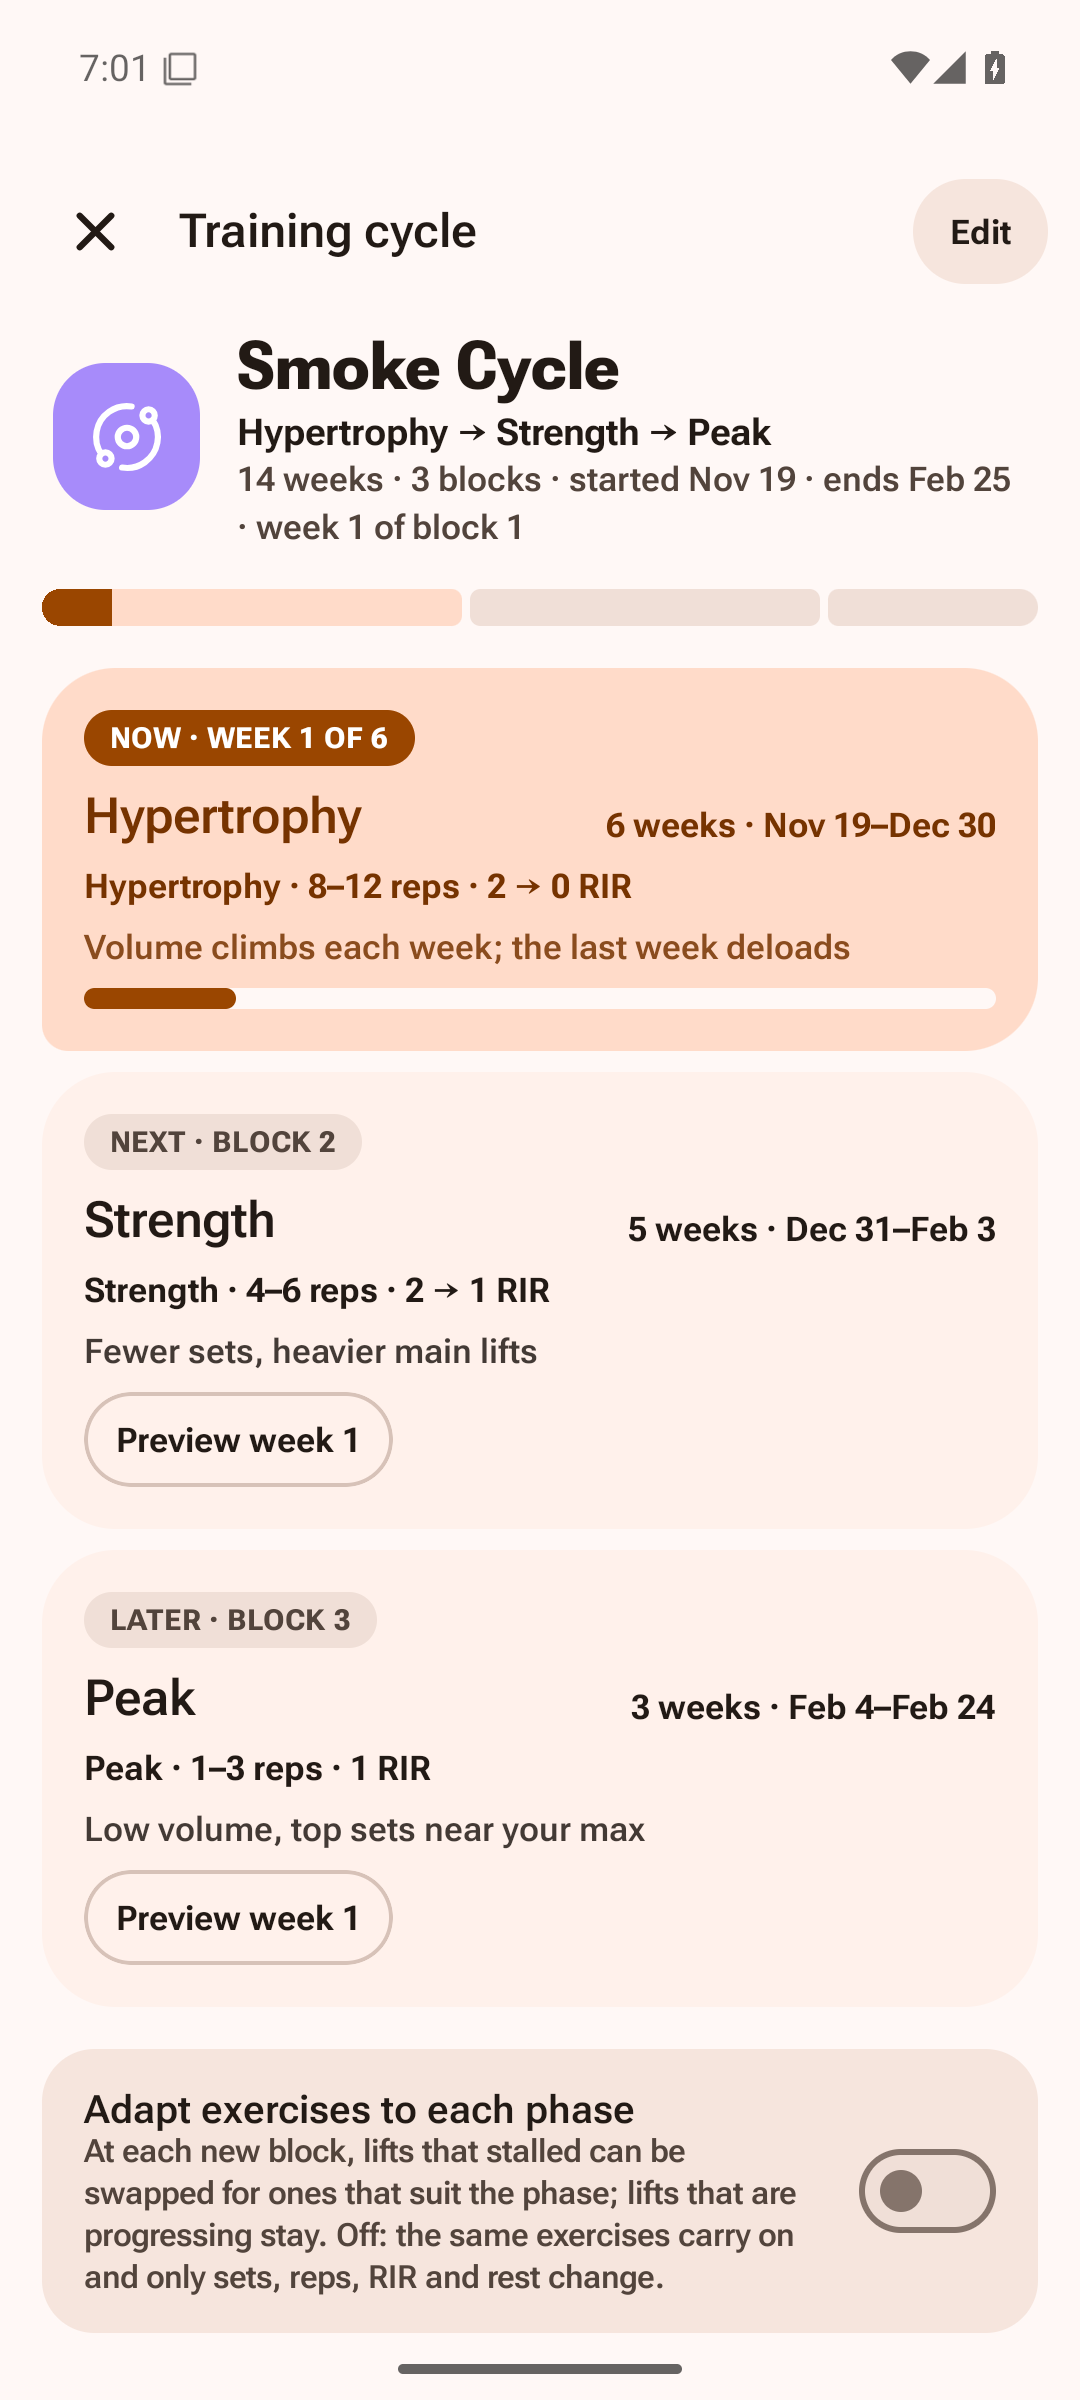 7:01
Training cycle
Edit
Smoke Cycle
Hypertrophy → Strength → Peak
14 weeks · 3 blocks · started Nov 19 · ends Feb 25
· week 1 of block 1
NOW · WEEK 1 OF 6
Hypertrophy
6 weeks · Nov 19–Dec 30
Hypertrophy · 8–12 reps · 2 → 0 RIR
Volume climbs each week; the last week deloads
NEXT · BLOCK 2
Strength
5 weeks · Dec 31–Feb 3
Strength · 4–6 reps · 2 → 1 RIR
Fewer sets, heavier main lifts
Preview week 1
LATER · BLOCK 3
Peak
3 weeks · Feb 4–Feb 24
Peak · 1–3 reps · 1 RIR
Low volume, top sets near your max
Preview week 1
Adapt exercises to each phase
At each new block, lifts that stalled can be
swapped for ones that suit the phase; lifts that are
progressing stay. Off: the same exercises carry on
and only sets, reps, RIR and rest change.